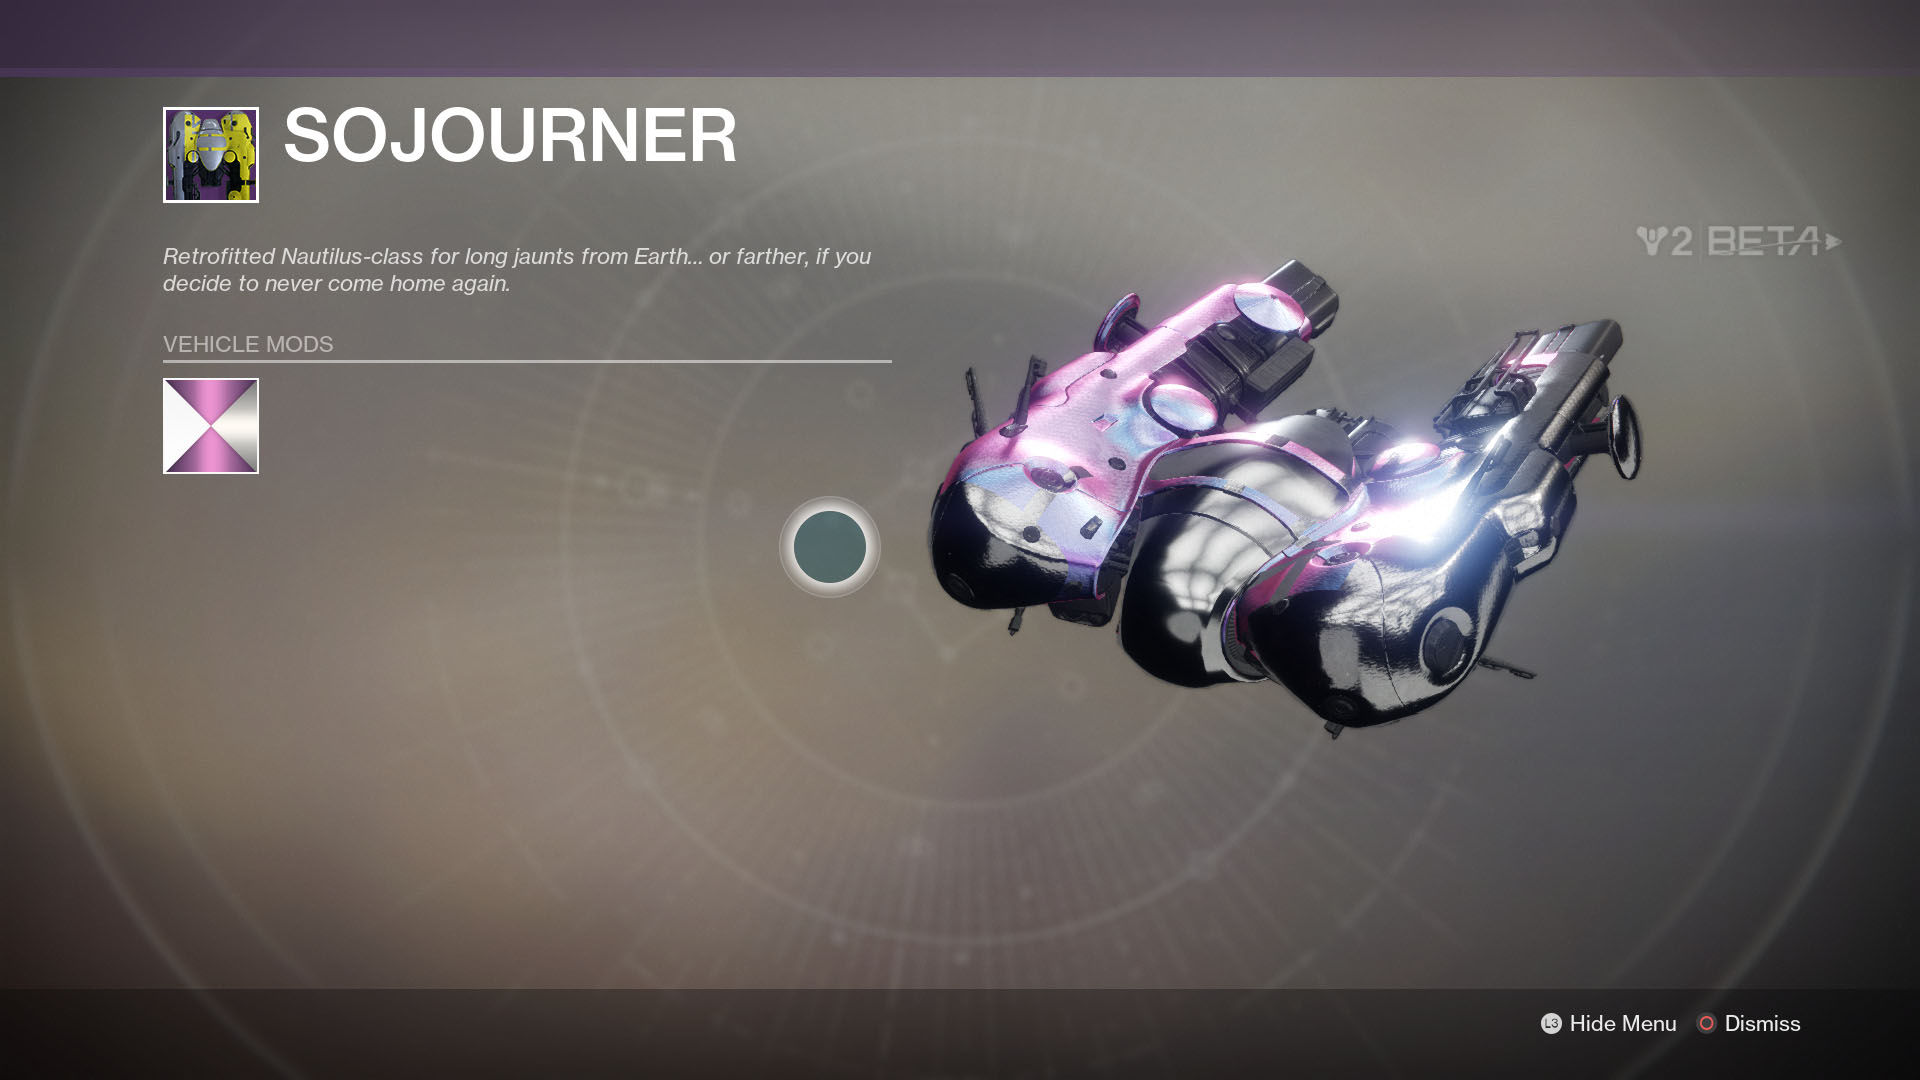 SOJOURNER
Retrofitted Nautilus-class for long jaunts from Earth... or farther, if you
decide to never come home again.
VEHICLE MODS
2 BETA
L3 Hide Menu Dismiss